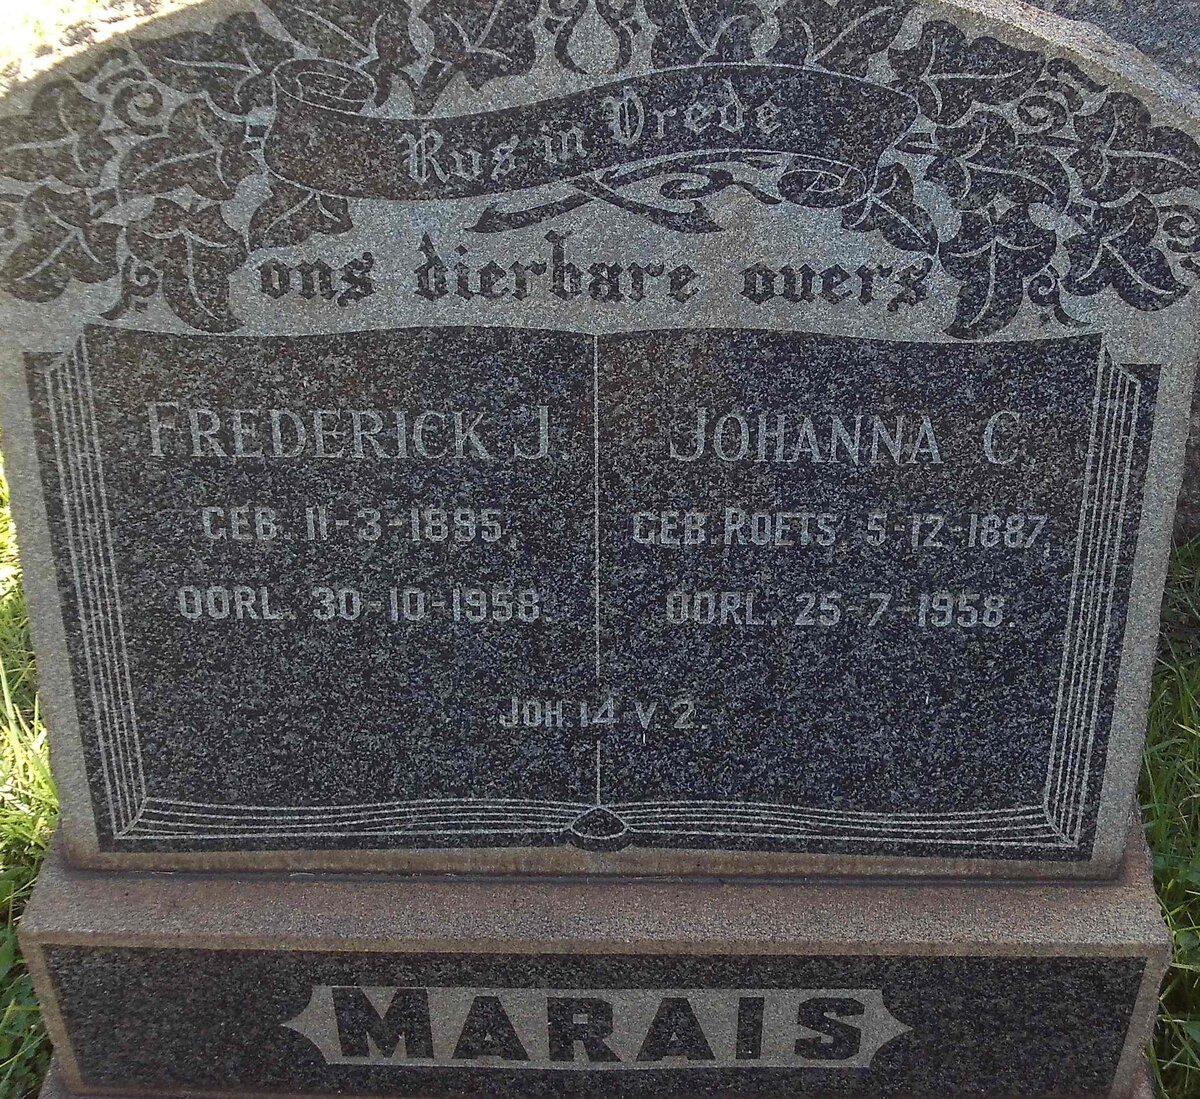 Rus in Vrede
ons dierbare ouers
FREDERICK J.
GEB. 11-3-1895,
OORL. 30-10-1958.
JOHANNA C.
GEB. ROETS, 5-12-1887,
OORL. 25-7-1958.
JOH 14 V 2.
MARAIS